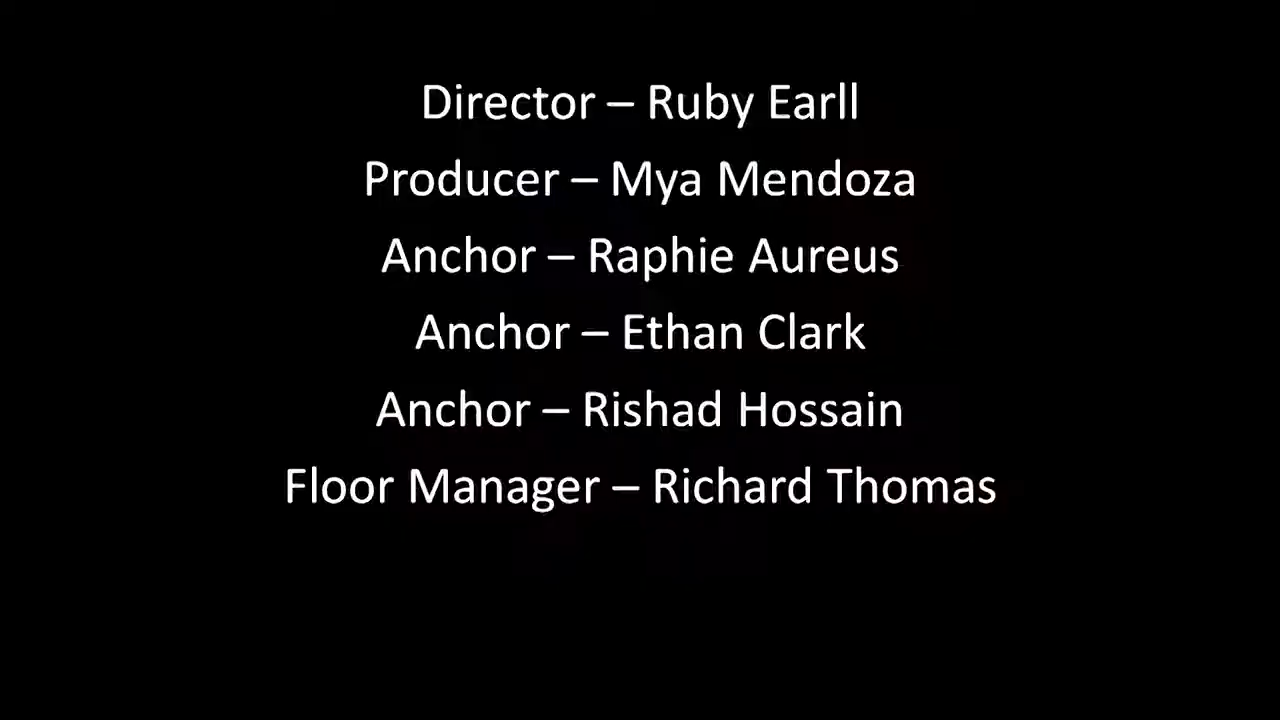 Director – Ruby Earll
Producer – Mya Mendoza
Anchor – Raphie Aureus
Anchor – Ethan Clark
Anchor – Rishad Hossain
Floor Manager – Richard Thomas